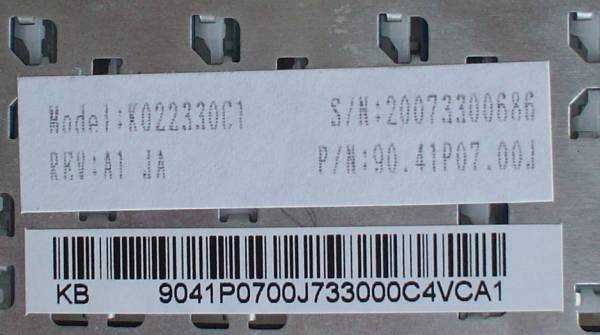 Model:K022330C1 S/N:20073300686
REV:A1 JA P/N:90.41P07.00J
KB 9041P0700J733000C4VCA1